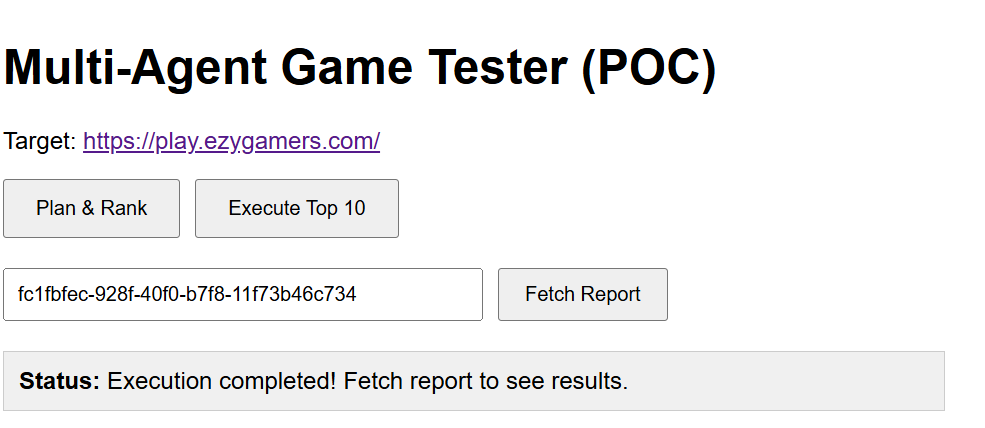 Multi-Agent Game Tester (POC)
Target: https://play.ezygamers.com/
Plan & Rank Execute Top 10
fc1fbfec-928f-40f0-b7f8-11f73b46c734 Fetch Report
Status: Execution completed! Fetch report to see results.